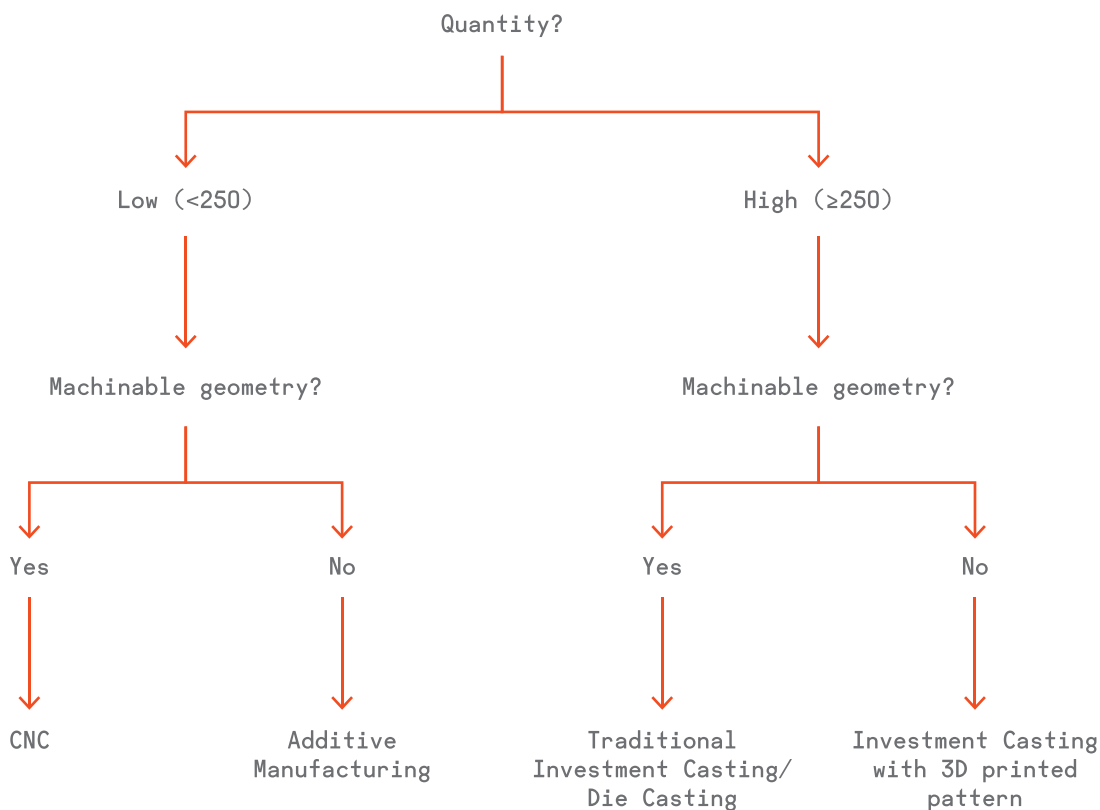 Quantity?
Low (<250)
High (≥250)
Machinable geometry?
Machinable geometry?
Yes
No
Yes
No
CNC
Additive
Manufacturing
Traditional
Investment Casting/
Die Casting
Investment Casting
with 3D printed
pattern